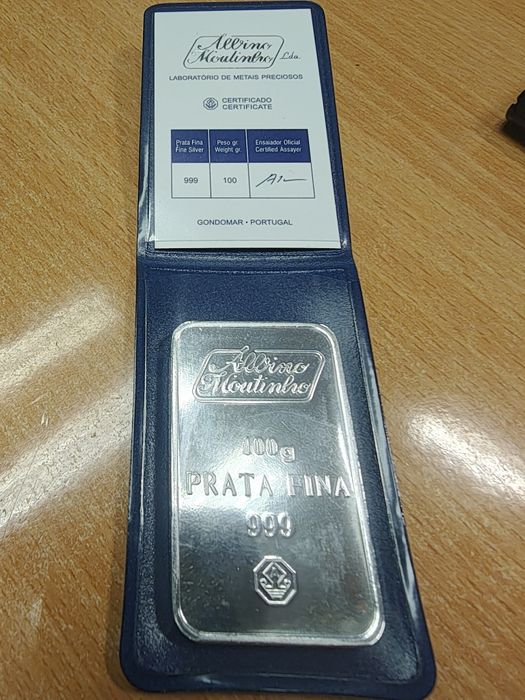 Albino
Moutinho Lda.
LABORATÓRIO DE METAIS PRECIOSOS
CERTIFICADO
CERTIFICATE
Prata Fina
Fine Silver
Peso gr.
Weight gr.
Ensaiador Oficial
Certified Assayer
999
100
GONDOMAR • PORTUGAL
Albino
Moutinho
100g
PRATA FINA
999